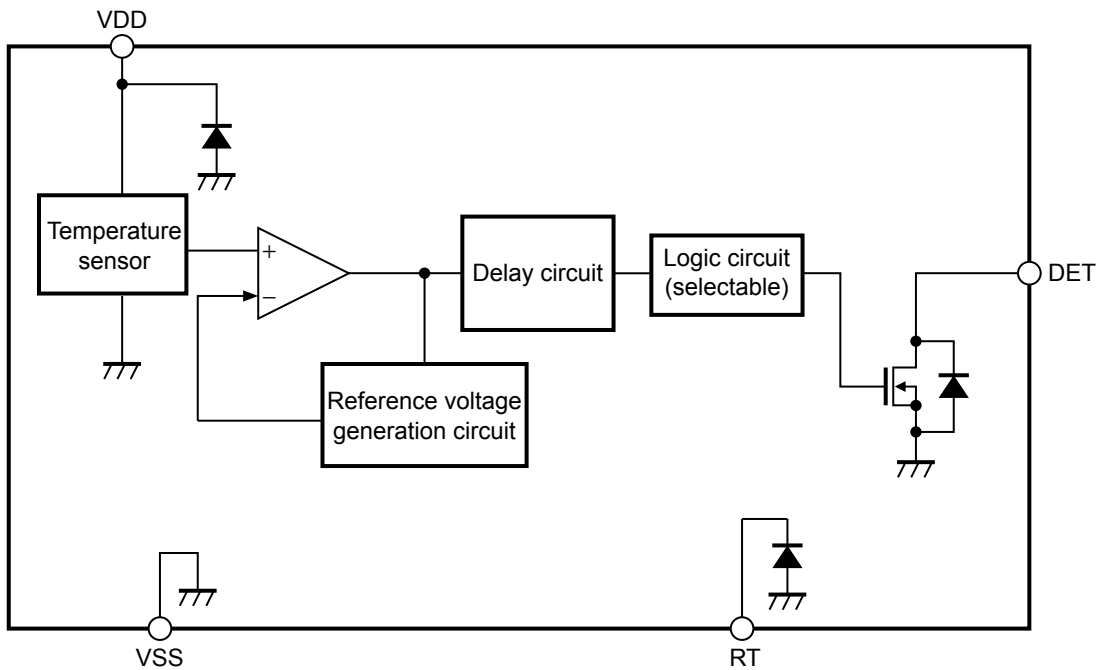 VDD
Temperature
sensor
+
−
Delay circuit
Logic circuit
(selectable)
DET
Reference voltage
generation circuit
VSS
RT